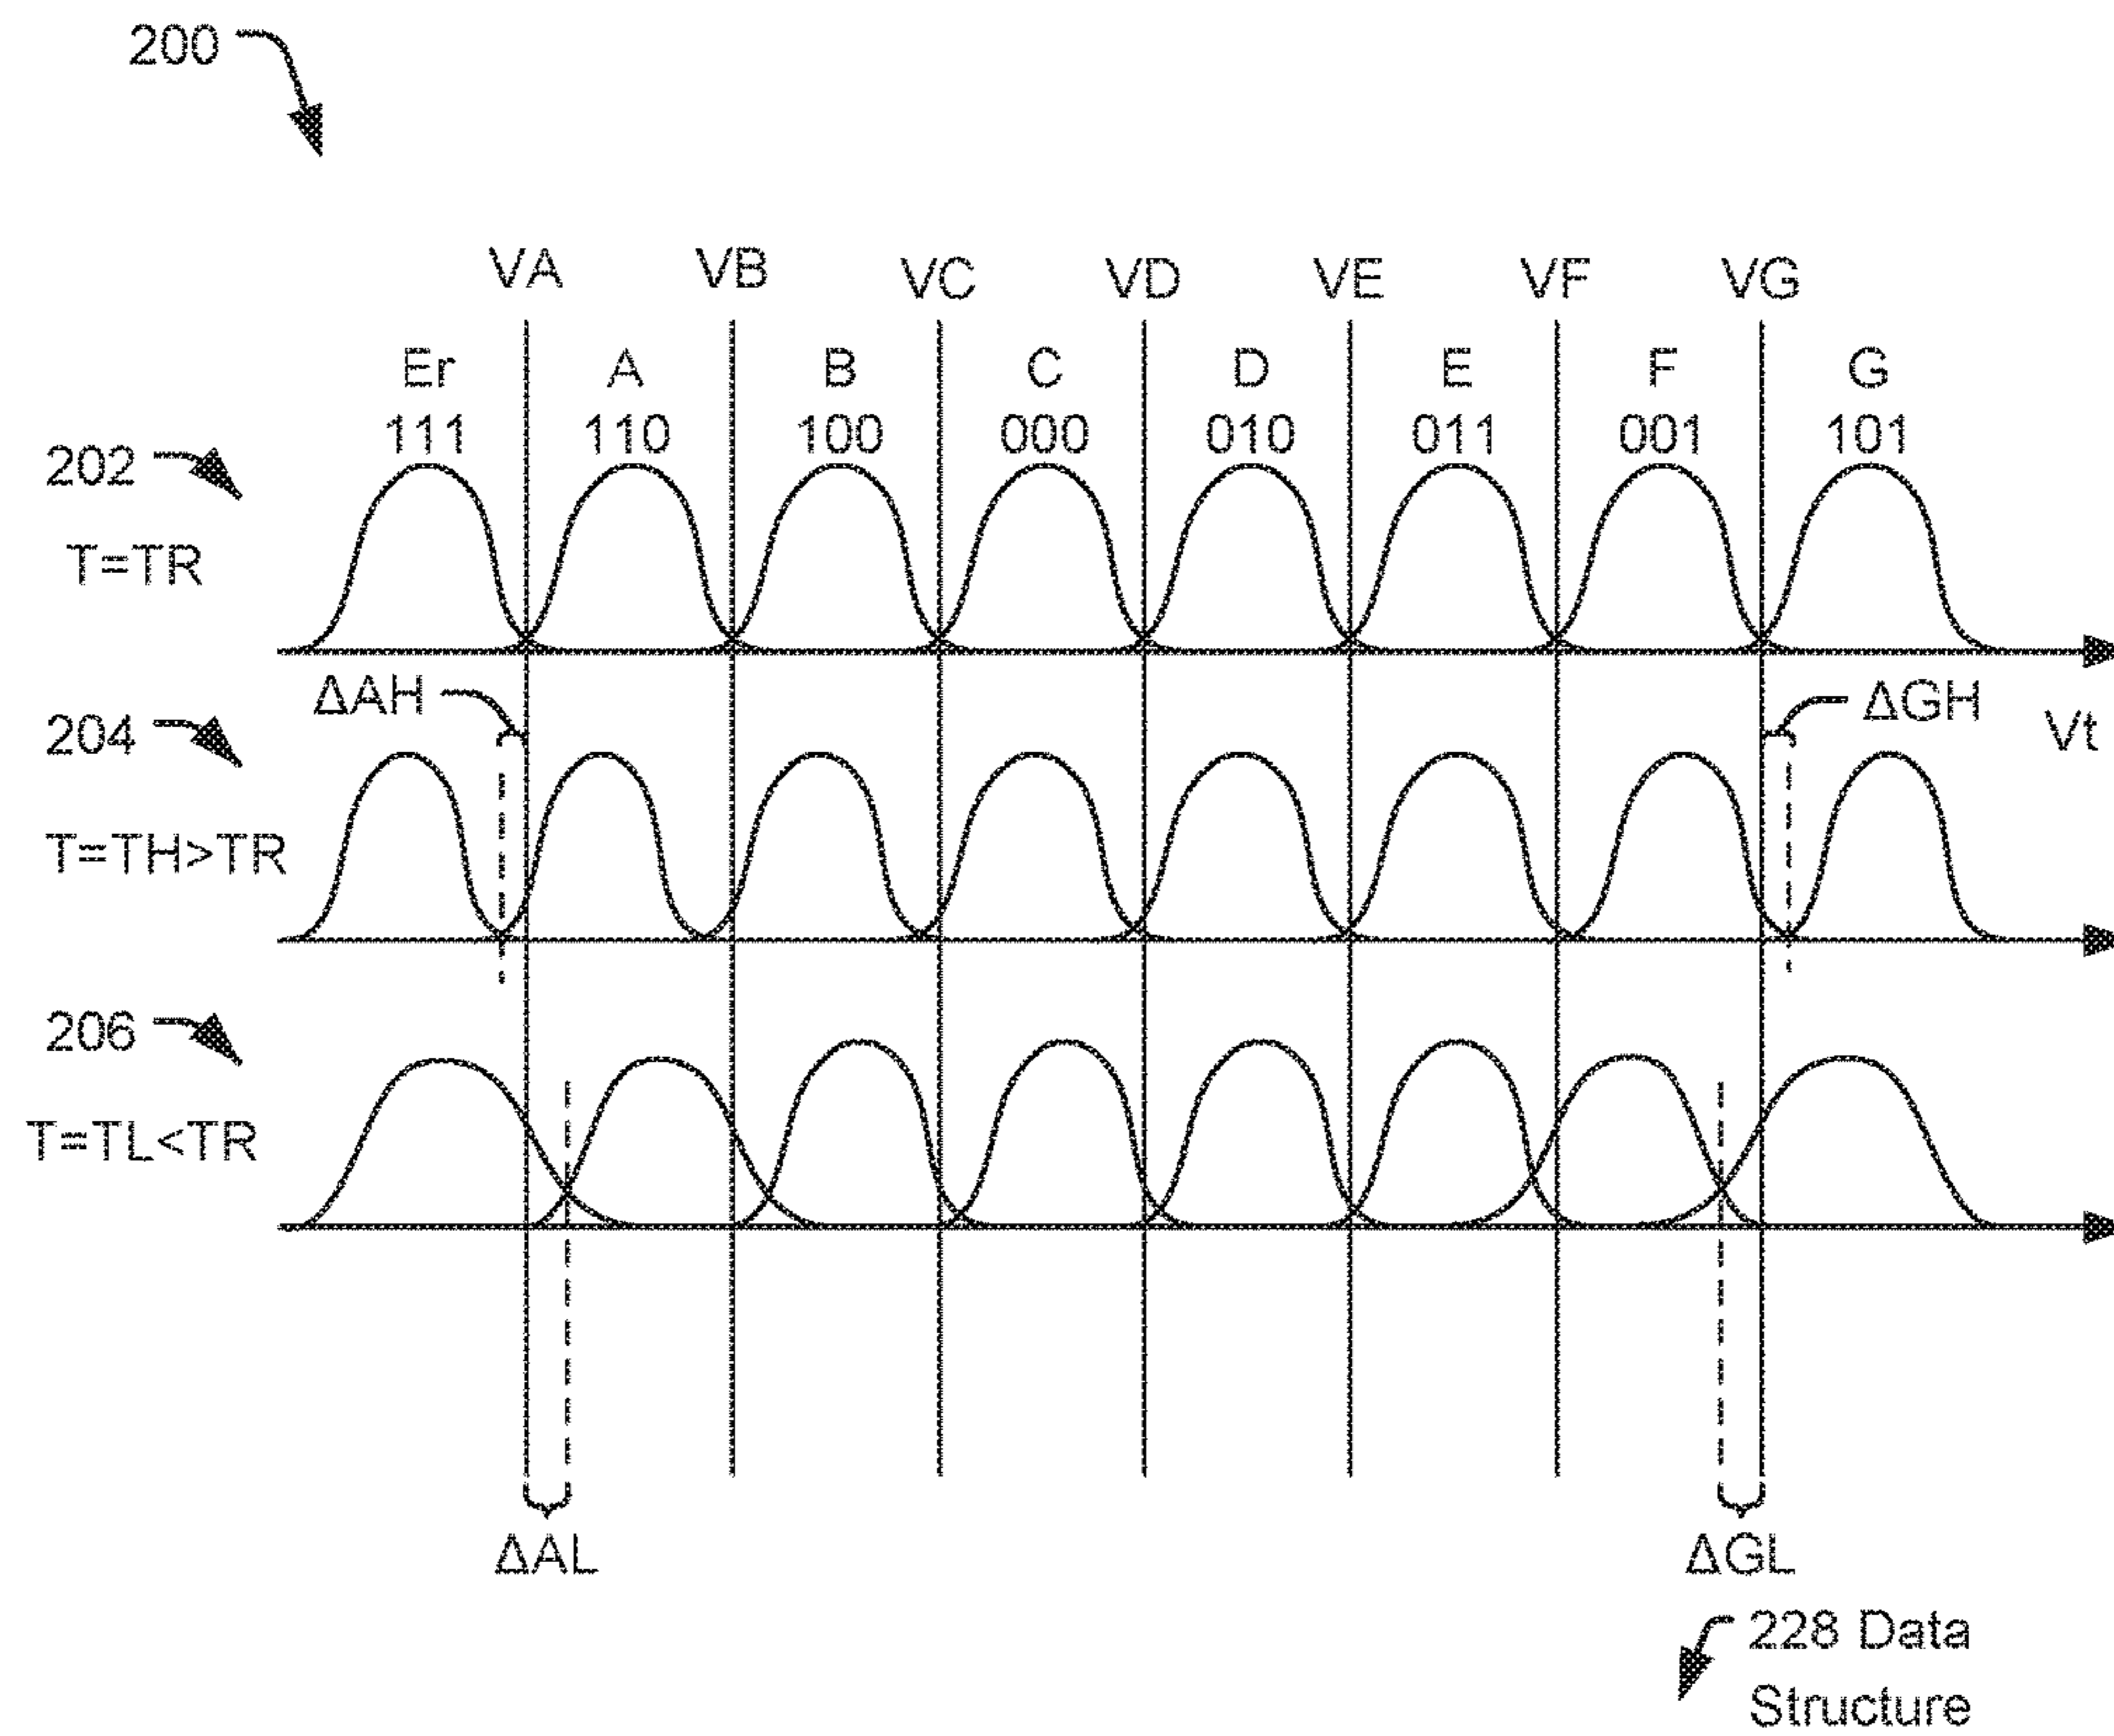 200
VA VB VC VD VE VF VG
Er A B C D E F G
111 110 100 000 010 011 001 101
202
T=TR
ΔAH ΔGH
204 Vt
T=TH>TR
206
T=TL<TR
ΔAL ΔGL
228 Data
Structure